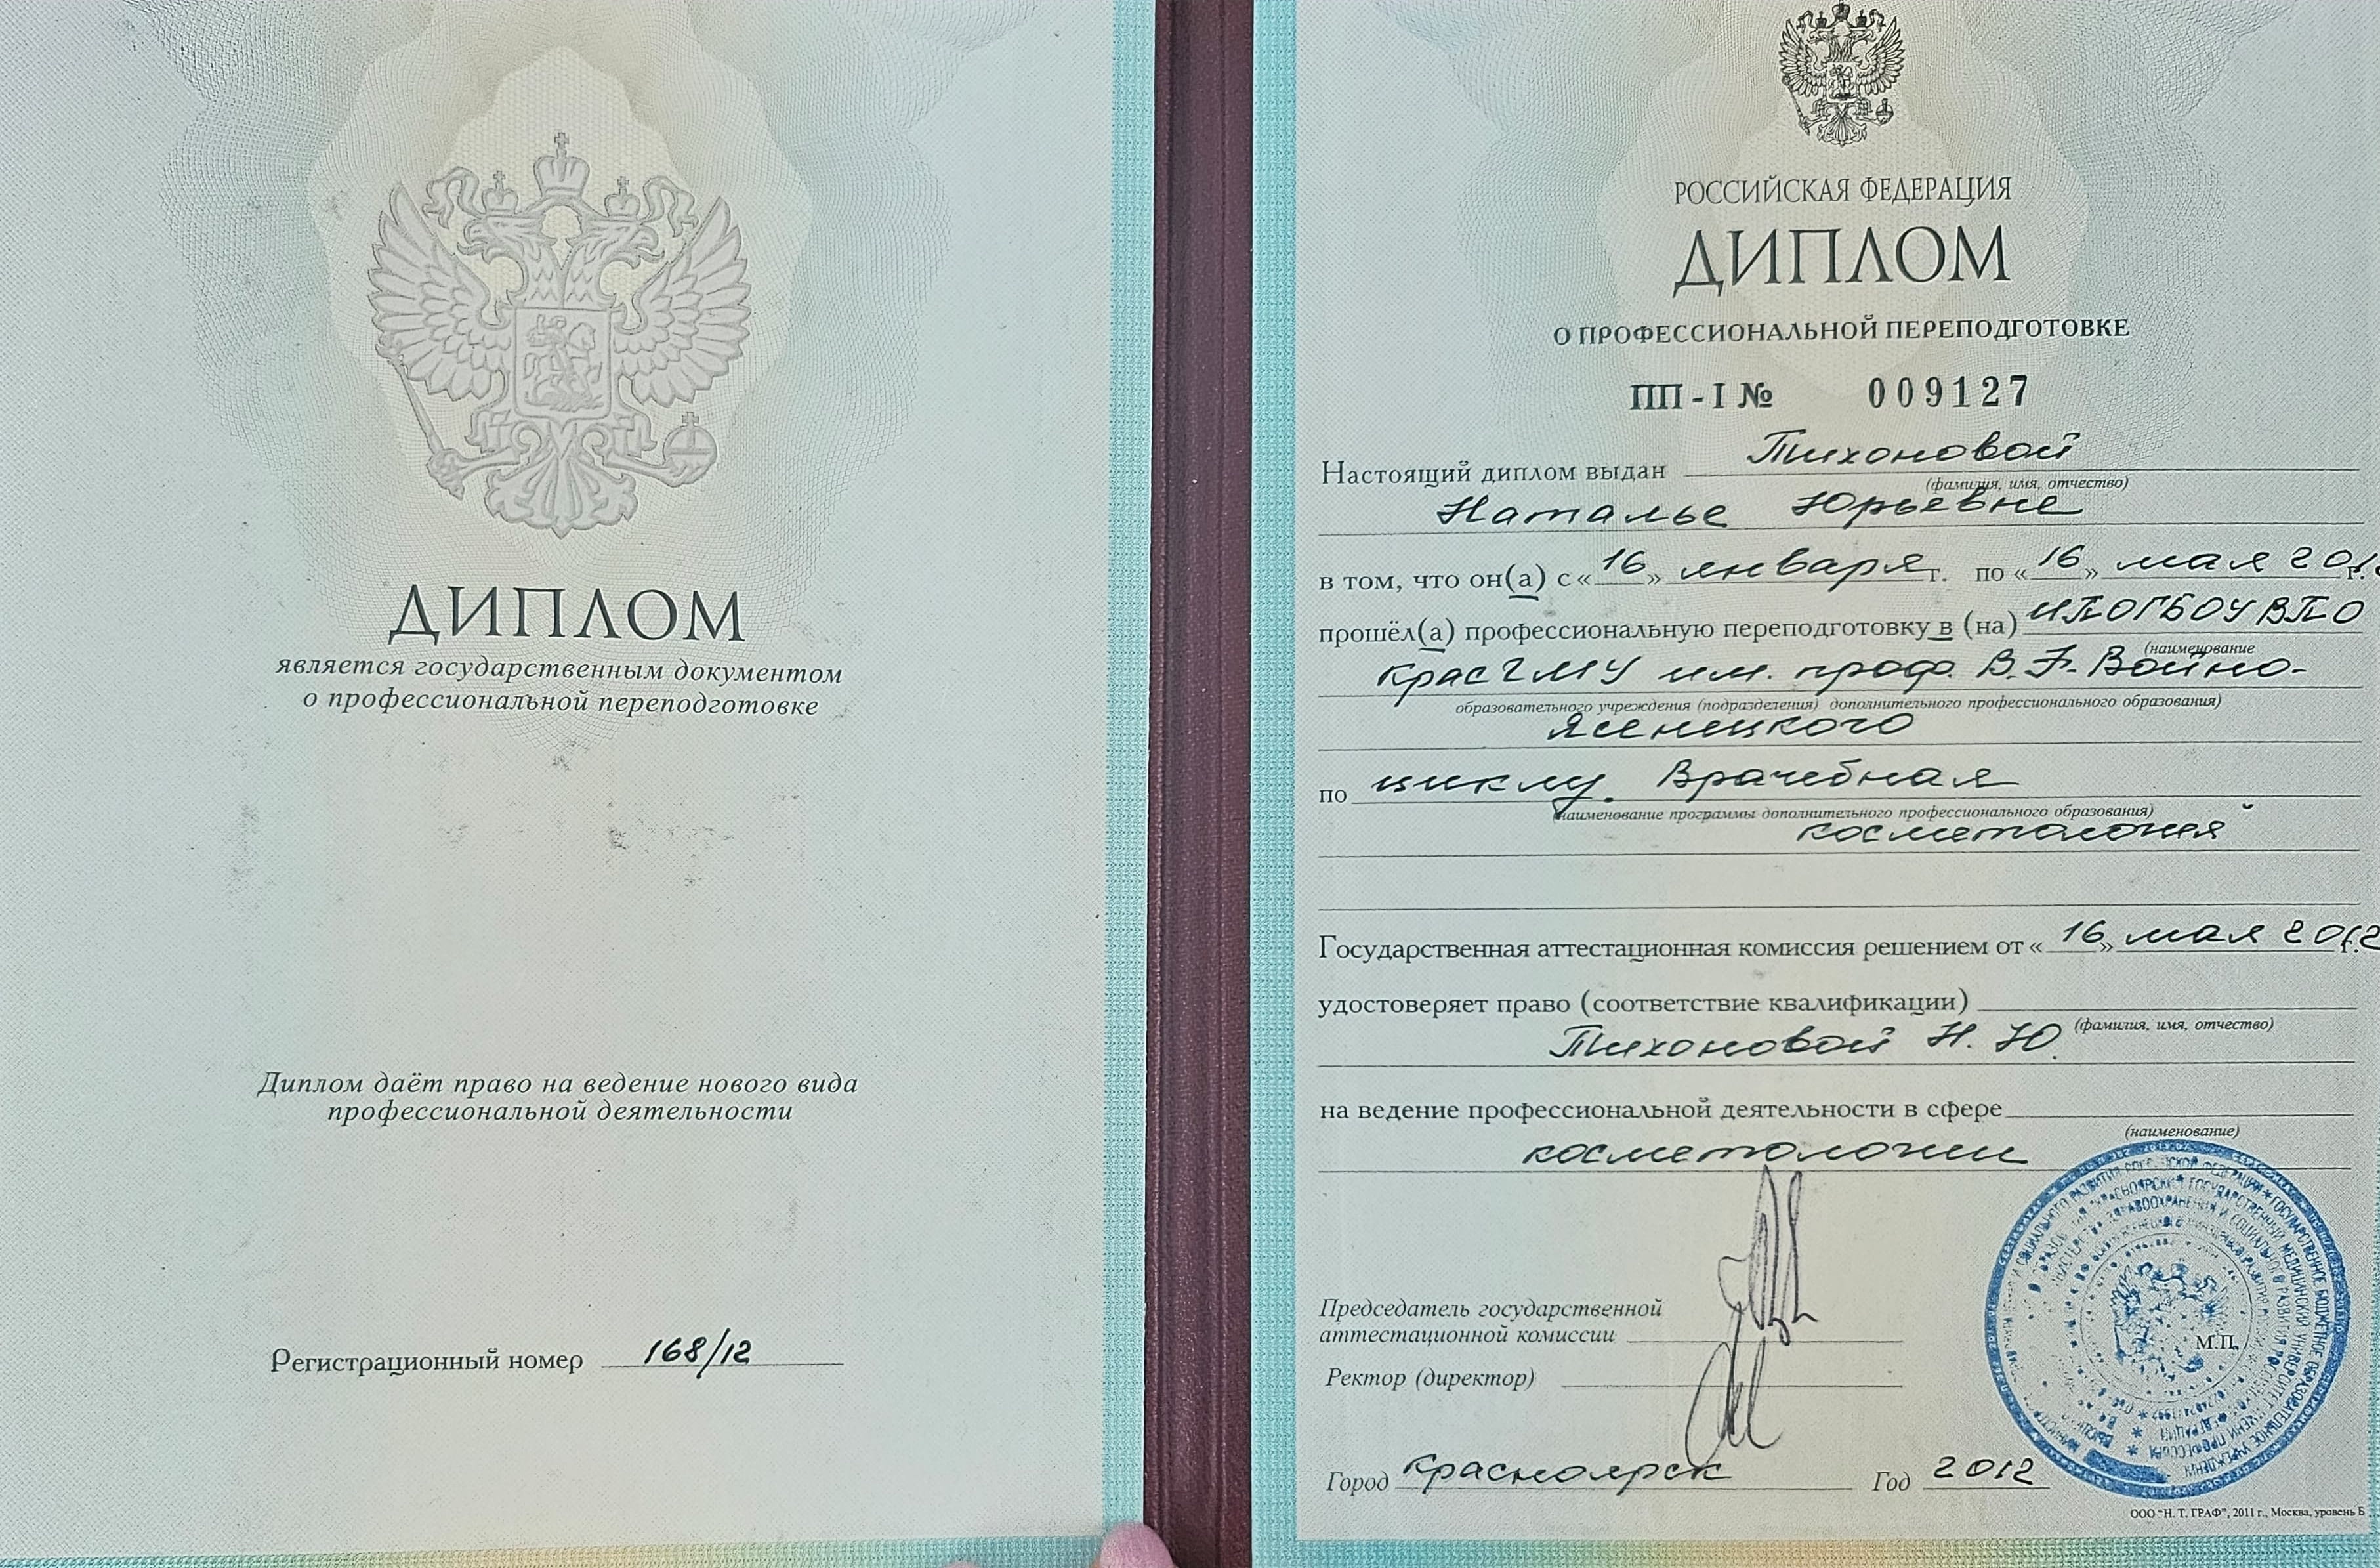 ДИПЛОМ
является государственным документом
о профессиональной переподготовке
Диплом даёт право на ведение нового вида
профессиональной деятельности
Регистрационный номер 168/12
РОССИЙСКАЯ ФЕДЕРАЦИЯ
ДИПЛОМ
О ПРОФЕССИОНАЛЬНОЙ ПЕРЕПОДГОТОВКЕ
ПП-I № 009127
Настоящий диплом выдан Тихоновой
(фамилия, имя, отчество)
Наталье Юрьевне
в том, что он(а) с «16» января г. по «16» мая 2012 г.
прошёл(а) профессиональную переподготовку в (на) ИПОГБОУВПО
(наименование
КрасГМУ им. проф. В.Ф. Войно-
образовательного учреждения (подразделения) дополнительного профессионального образования)
Ясенецкого
по циклу. Врачебная
(наименование программы дополнительного профессионального образования)
косметология
Государственная аттестационная комиссия решением от «16» мая 2012 г.
удостоверяет право (соответствие квалификации)
(фамилия, имя, отчество)
Тихоновой Н. Ю.
на ведение профессиональной деятельности в сфере
(наименование)
косметологии
Председатель государственной
аттестационной комиссии
Ректор (директор)
М.П.
Город Красноярск Год 2012
ООО "Н. Т. ГРАФ", 2011 г., Москва, уровень Б